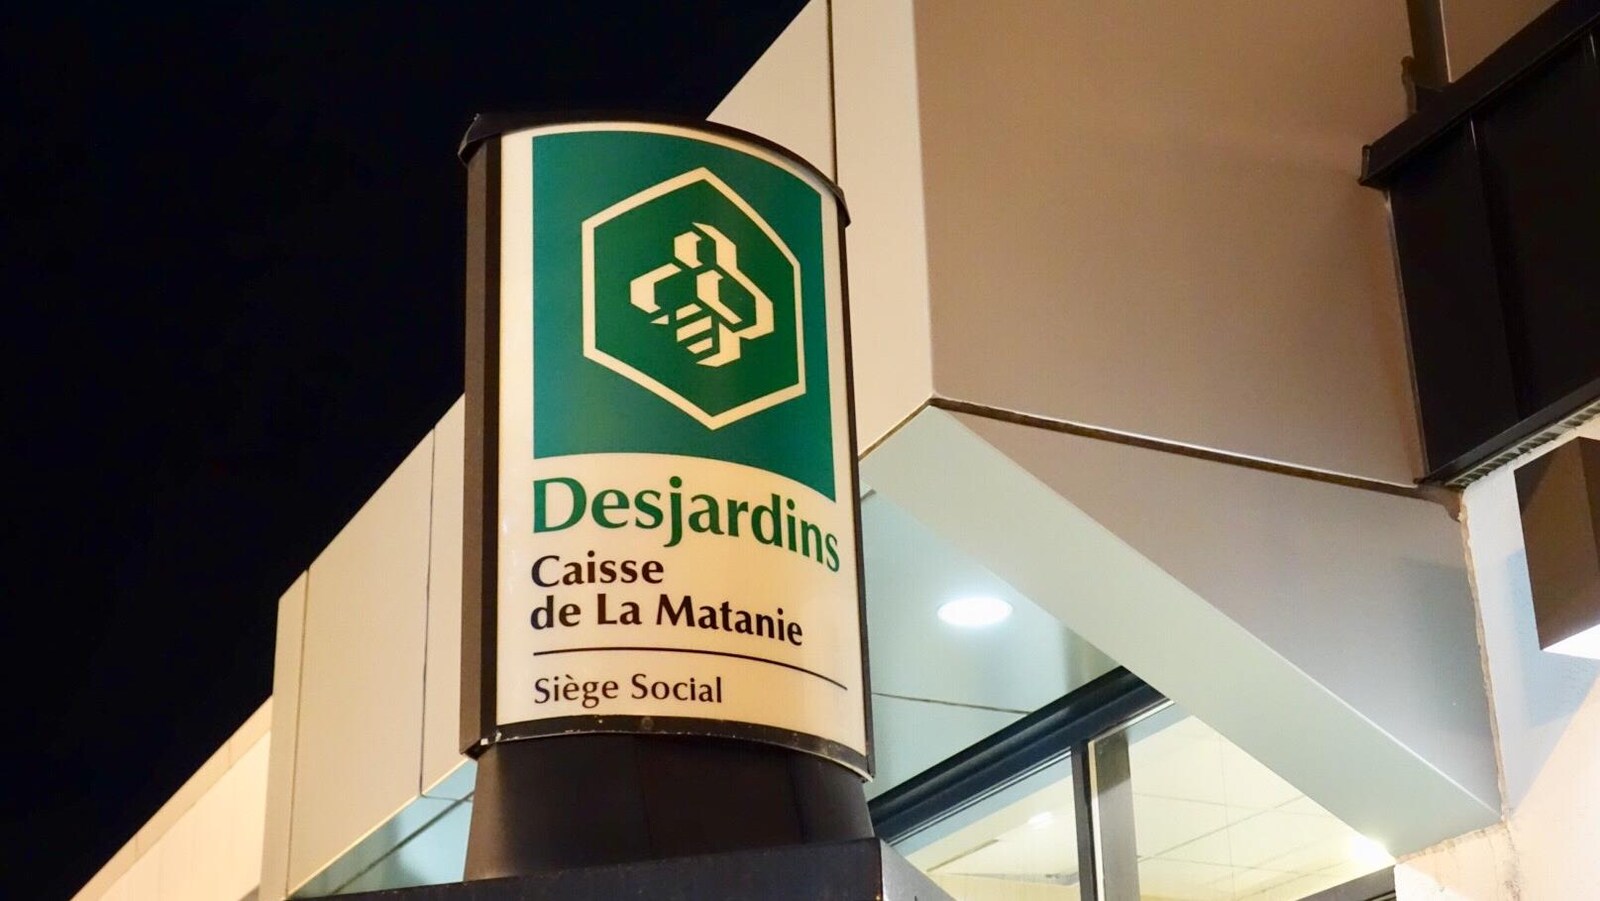 Desjardins
Caisse
de La Matanie
Siège Social